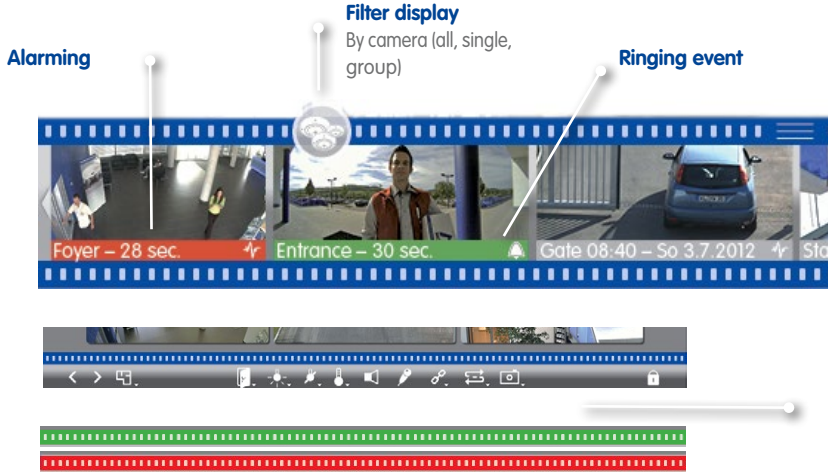 Filter display
By camera (all, single,
group)
Alarming
Ringing event
Foyer – 28 sec.
Entrance – 30 sec.
Gate 08:40 – So 3.7.2012
Sta